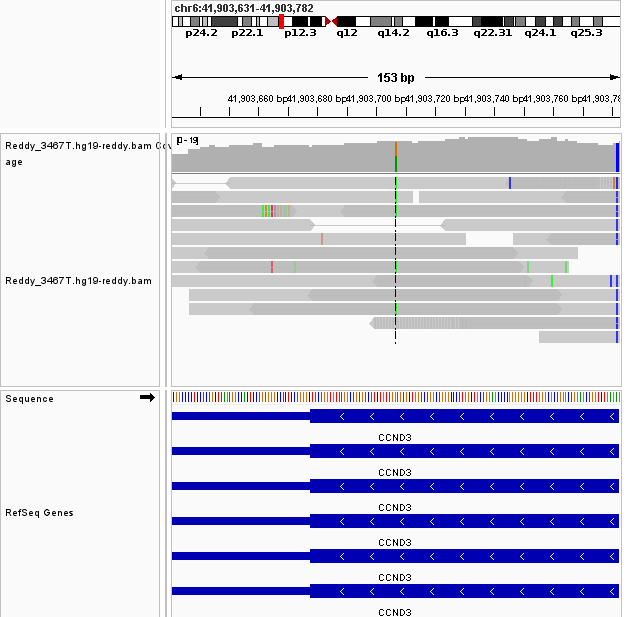 chr6:41,903,631-41,903,782
p24.2 p22.1 p12.3 q12 q14.2 q16.3 q22.31 q24.1 q25.3
153 bp
41,903,660 bp 41,903,680 bp 41,903,700 bp 41,903,720 bp 41,903,740 bp 41,903,760 bp 41,903,78
Reddy_3467T.hg19-reddy.bam Cov
age
[0 - 19]
Reddy_3467T.hg19-reddy.bam
Sequence
CCND3
CCND3
CCND3
RefSeq Genes
CCND3
CCND3
CCND3